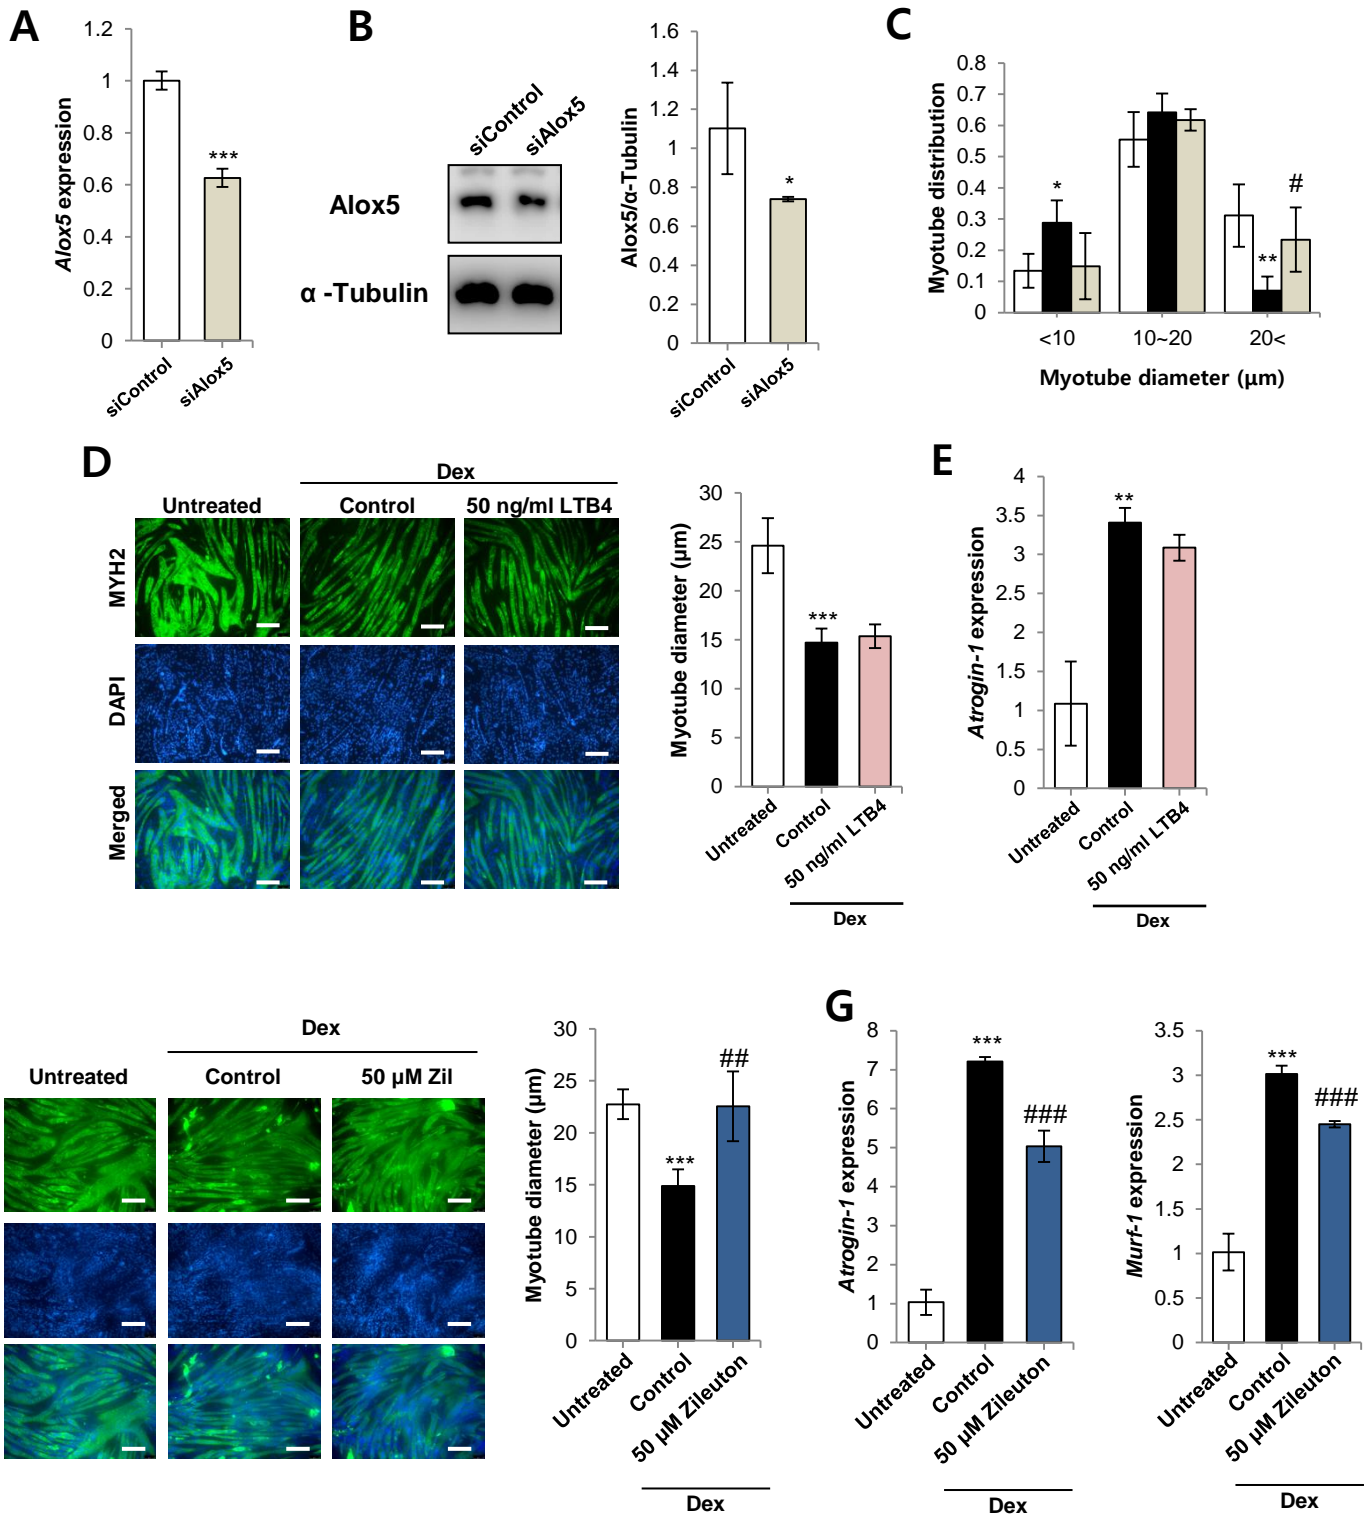 A
1.2
1
0.8
0.6
0.4
0.2
0
Alox5 expression
***
siControl
siAlox5
B
siControl
siAlox5
Alox5
α -Tubulin
1.6
1.4
1.2
1
0.8
0.6
0.4
0.2
0
Alox5/α-Tubulin
*
siControl
siAlox5
C
0.8
0.7
0.6
0.5
0.4
0.3
0.2
0.1
0
Myotube distribution
*
**
#
<10
10~20
20<
Myotube diameter (μm)
D
Dex
Untreated
Control
50 ng/ml LTB4
MYH2
DAPI
Merged
30
25
20
15
10
5
0
Myotube diameter (μm)
***
Untreated
Control
50 ng/ml LTB4
Dex
E
4
3.5
3
2.5
2
1.5
1
0.5
0
Atrogin-1 expression
**
Untreated
Control
50 ng/ml LTB4
Dex
Dex
Untreated
Control
50 μM Zil
30
25
20
15
10
5
0
Myotube diameter (μm)
***
##
Untreated
Control
50 μM Zileuton
Dex
G
8
7
6
5
4
3
2
1
0
Atrogin-1 expression
***
###
Untreated
Control
50 μM Zileuton
Dex
3.5
3
2.5
2
1.5
1
0.5
0
Murf-1 expression
***
###
Untreated
Control
50 μM Zileuton
Dex